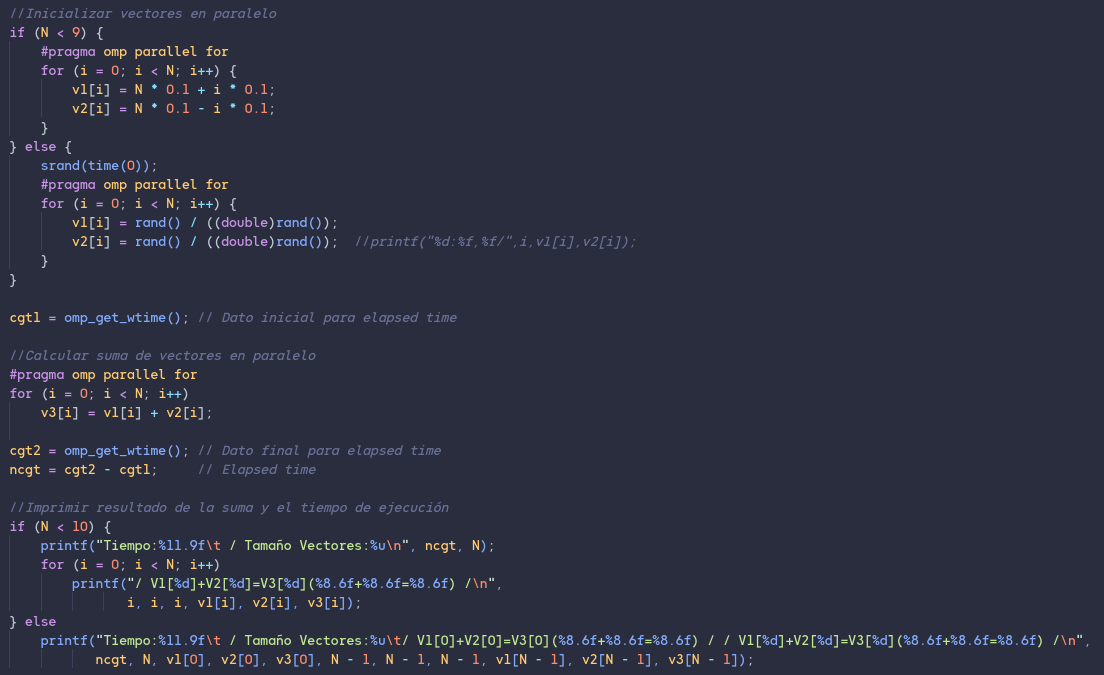 //Inicializar vectores en paralelo
if (N < 9) {
    #pragma omp parallel for
    for (i = 0; i < N; i++) {
        v1[i] = N * 0.1 + i * 0.1;
        v2[i] = N * 0.1 - i * 0.1;
    }
} else {
    srand(time(0));
    #pragma omp parallel for
    for (i = 0; i < N; i++) {
        v1[i] = rand() / ((double)rand());
        v2[i] = rand() / ((double)rand());  //printf("%d:%f,%f/",i,v1[i],v2[i]);
    }
}

cgt1 = omp_get_wtime(); // Dato inicial para elapsed time

//Calcular suma de vectores en paralelo
#pragma omp parallel for
for (i = 0; i < N; i++)
    v3[i] = v1[i] + v2[i];

cgt2 = omp_get_wtime(); // Dato final para elapsed time
ncgt = cgt2 - cgt1;     // Elapsed time

//Imprimir resultado de la suma y el tiempo de ejecución
if (N < 10) {
    printf("Tiempo:%11.9f\t / Tamaño Vectores:%u\n", ncgt, N);
    for (i = 0; i < N; i++)
        printf("/ V1[%d]+V2[%d]=V3[%d](%8.6f+%8.6f=%8.6f) /\n",
               i, i, i, v1[i], v2[i], v3[i]);
} else
    printf("Tiempo:%11.9f\t / Tamaño Vectores:%u\t/ V1[0]+V2[0]=V3[0](%8.6f+%8.6f=%8.6f) / / V1[%d]+V2[%d]=V3[%d](%8.6f+%8.6f=%8.6f) /\n",
           ncgt, N, v1[0], v2[0], v3[0], N - 1, N - 1, N - 1, v1[N - 1], v2[N - 1], v3[N - 1]);